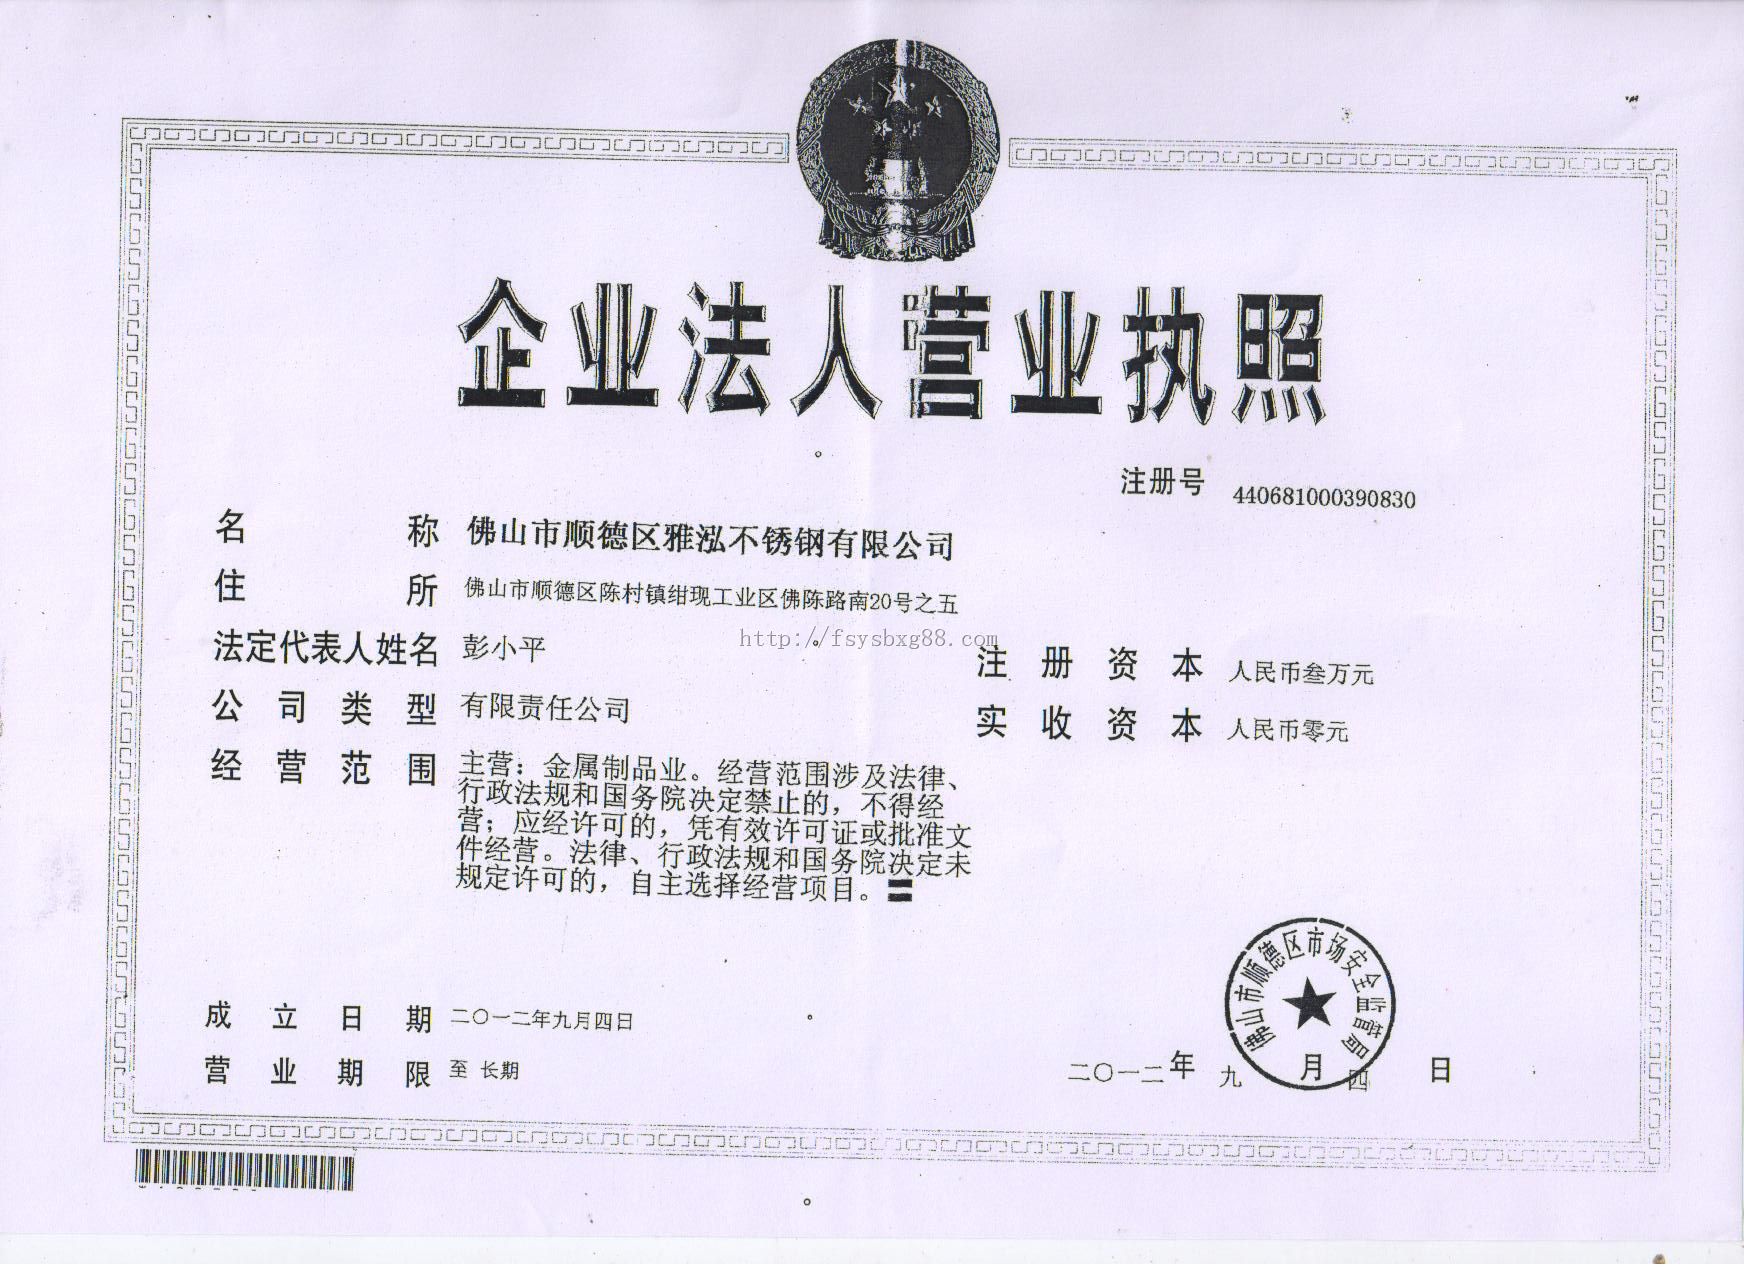 企业法人营业执照
注册号 440681000390830
名称 佛山市顺德区雅泓不锈钢有限公司
住所 佛山市顺德区陈村镇绀现工业区佛陈路南20号之五
法定代表人姓名 彭小平
http://fsysbxg88.com
注册资本 人民币叁万元
公司类型 有限责任公司
实收资本 人民币零元
经营范围 主营：金属制品业。经营范围涉及法律、
行政法规和国务院决定禁止的，不得经
营；应经许可的，凭有效许可证或批准文
件经营。法律、行政法规和国务院决定未
规定许可的，自主选择经营项目。
佛山市顺德区市场安全监管局
成立日期 二〇一二年九月四日
营业期限 至 长期
二〇一二年 九 月 四 日